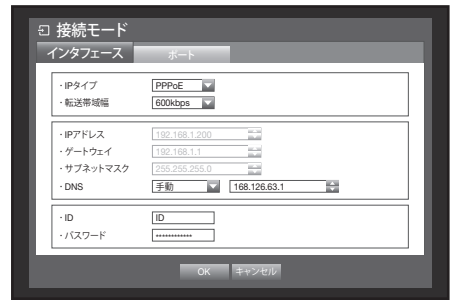 接続モード
インタフェース ポート
・IPタイプ PPPoE
・転送帯域幅 600kbps
・IPアドレス 192.168.1.200
・ゲートウェイ 192.168.1.1
・サブネットマスク 255.255.255.0
・DNS 手動 168.126.63.1
・ID ID
・パスワード ************
OK キャンセル